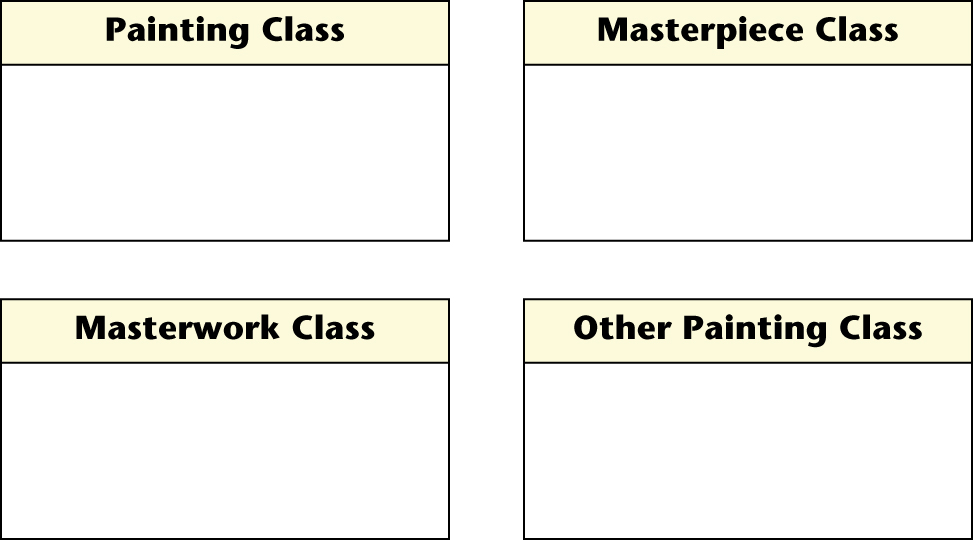 Painting Class
Masterpiece Class
Masterwork Class
Other Painting Class